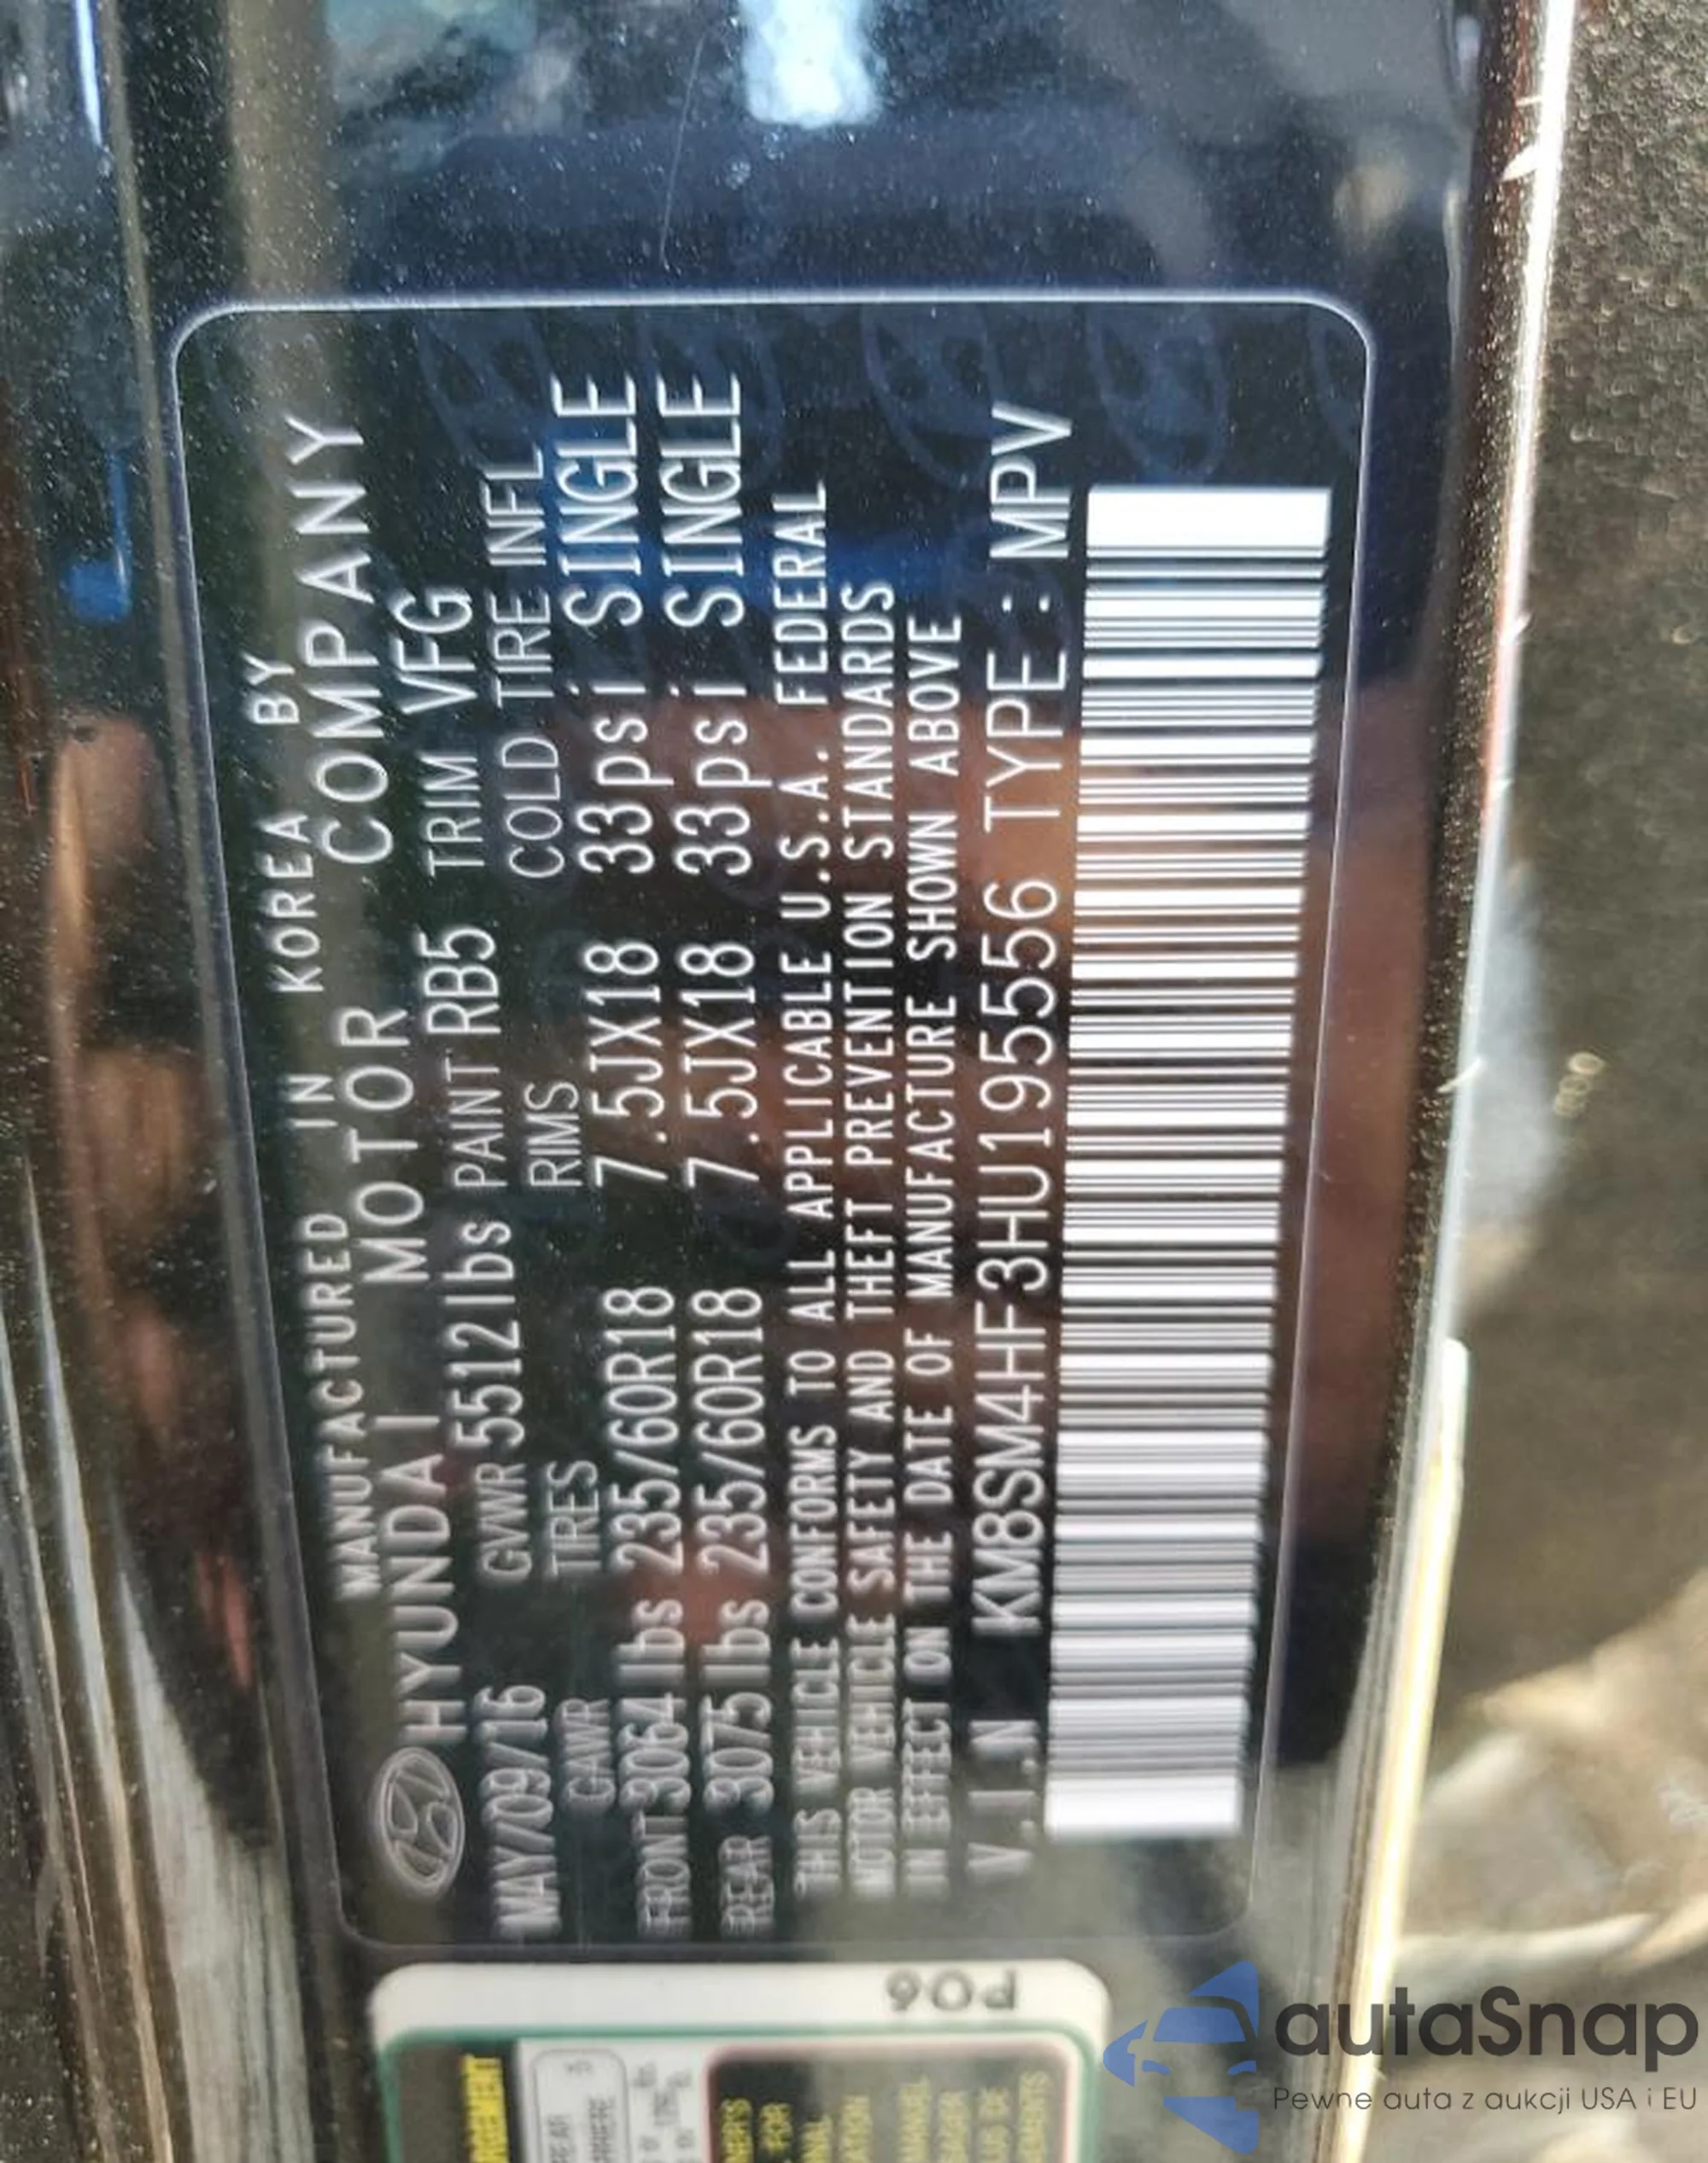 MANUFACTURED IN KOREA BY
HYUNDAI MOTOR COMPANY
MAY/09/16 GVWR 5512lbs PAINT RB5 TRIM VFG
GAWR TIRES RIMS COLD TIRE INFL
FRONT 3064lbs 235/60R18 7.5JX18 33psi SINGLE
REAR 3075lbs 235/60R18 7.5JX18 33psi SINGLE
THIS VEHICLE CONFORMS TO ALL APPLICABLE U.S.A. FEDERAL
MOTOR VEHICLE SAFETY AND THEFT PREVENTION STANDARDS
IN EFFECT ON THE DATE OF MANUFACTURE SHOWN ABOVE
V.I.N KM8SM4HF3HU195556 TYPE: MPV
P06
autaSnap
Pewne auta z aukcji USA i EU